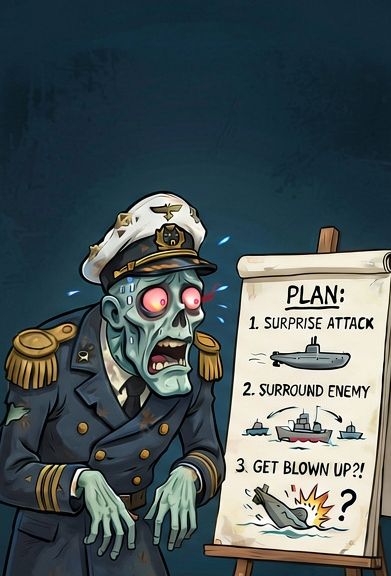 PLAN:
1. SURPRISE ATTACK
2. SURROUND ENEMY
3. GET BLOWN UP?!
?